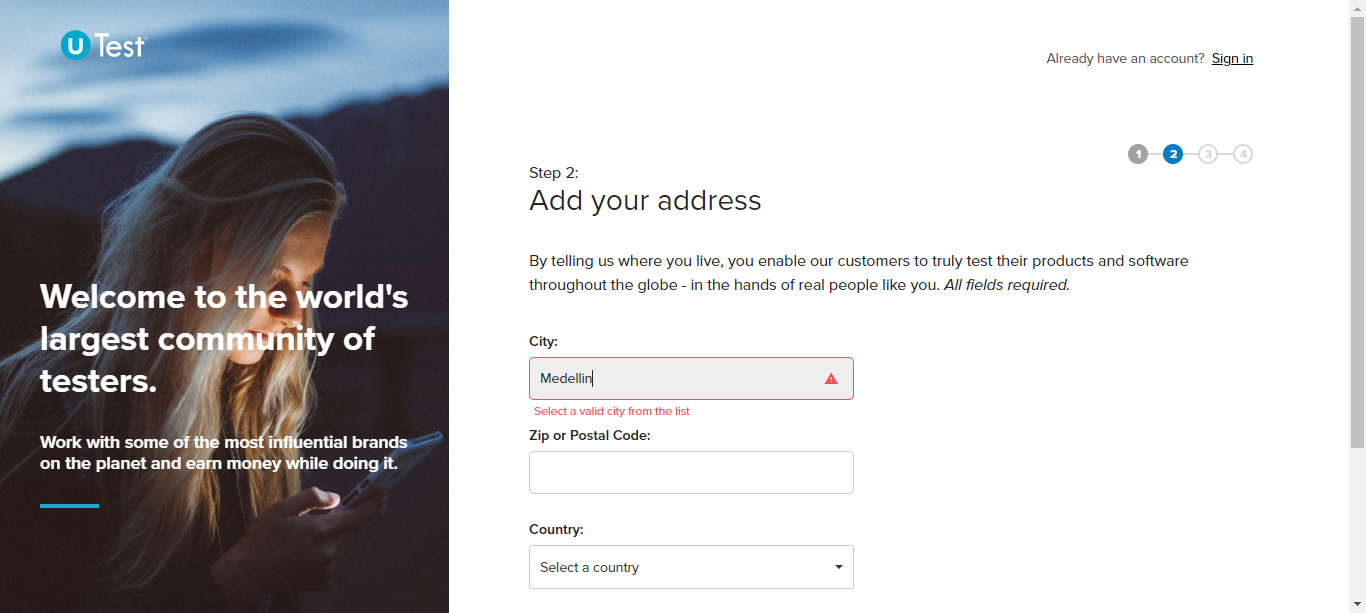 U Test
Already have an account? Sign in
1 2 3 4
Step 2:
Add your address
By telling us where you live, you enable our customers to truly test their products and software
throughout the globe - in the hands of real people like you. All fields required.
City:
Medellin
Select a valid city from the list
Zip or Postal Code:
Country:
Select a country
Welcome to the world's
largest community of
testers.
Work with some of the most influential brands
on the planet and earn money while doing it.